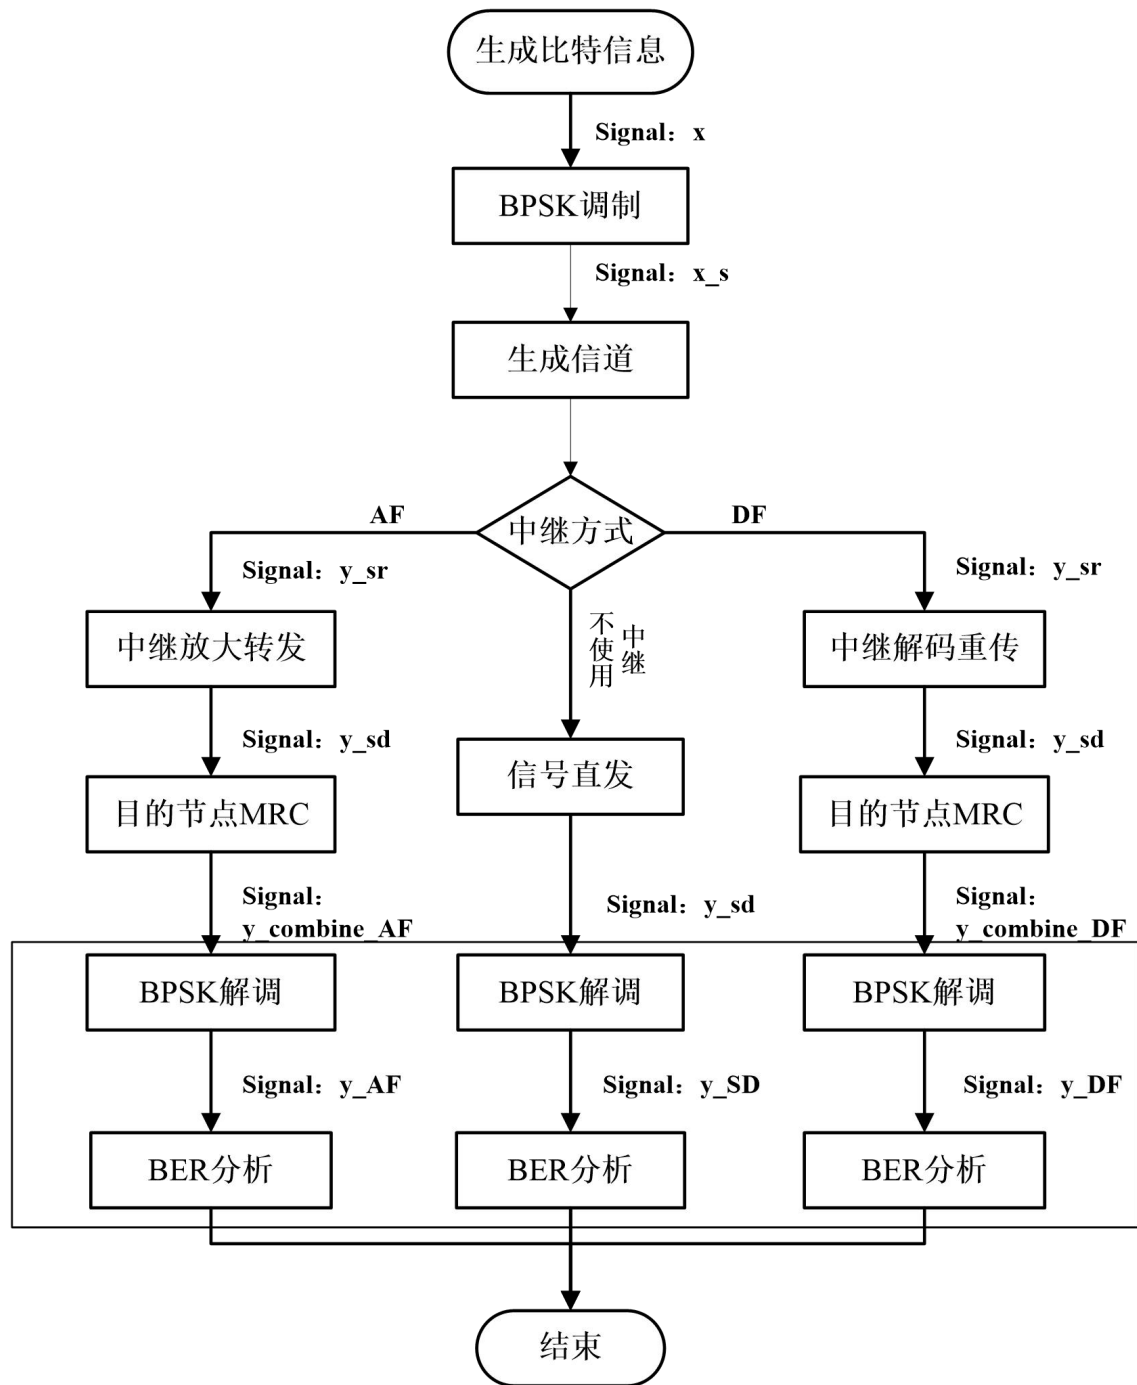 生成比特信息
Signal：x
BPSK调制
Signal：x_s
生成信道
中继方式
AF
DF
Signal：y_sr
Signal：y_sr
中继放大转发
不使用
中继
中继解码重传
Signal：y_sd
Signal：y_sd
信号直发
目的节点MRC
目的节点MRC
Signal：
y_combine_AF
Signal：y_sd
Signal：
y_combine_DF
BPSK解调
BPSK解调
BPSK解调
Signal：y_AF
Signal：y_SD
Signal：y_DF
BER分析
BER分析
BER分析
结束